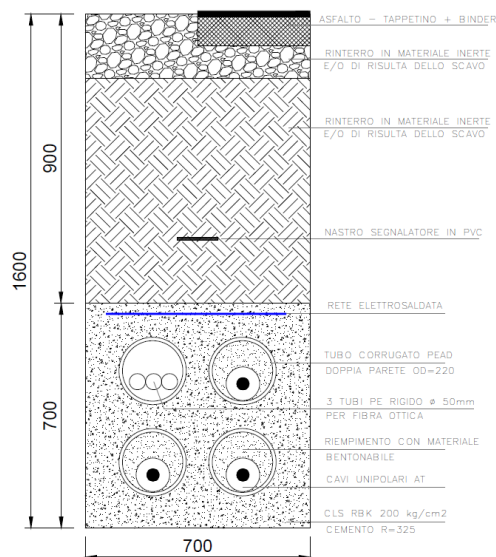 ASFALTO - TAPPETINO + BINDER
RINTERRO IN MATERIALE INERTE
E/O DI RISULTA DELLO SCAVO
900
RINTERRO IN MATERIALE INERTE
E/O DI RISULTA DELLO SCAVO
NASTRO SEGNALATORE IN PVC
1600
RETE ELETTROSALDATA
TUBO CORRUGATO PEAD
DOPPIA PARETE OD=220
700
3 TUBI PE RIGIDO ø 50mm
PER FIBRA OTTICA
RIEMPIMENTO CON MATERIALE
BENTONABILE
CAVI UNIPOLARI AT
CLS RBK 200 kg/cm2
CEMENTO R=325
700